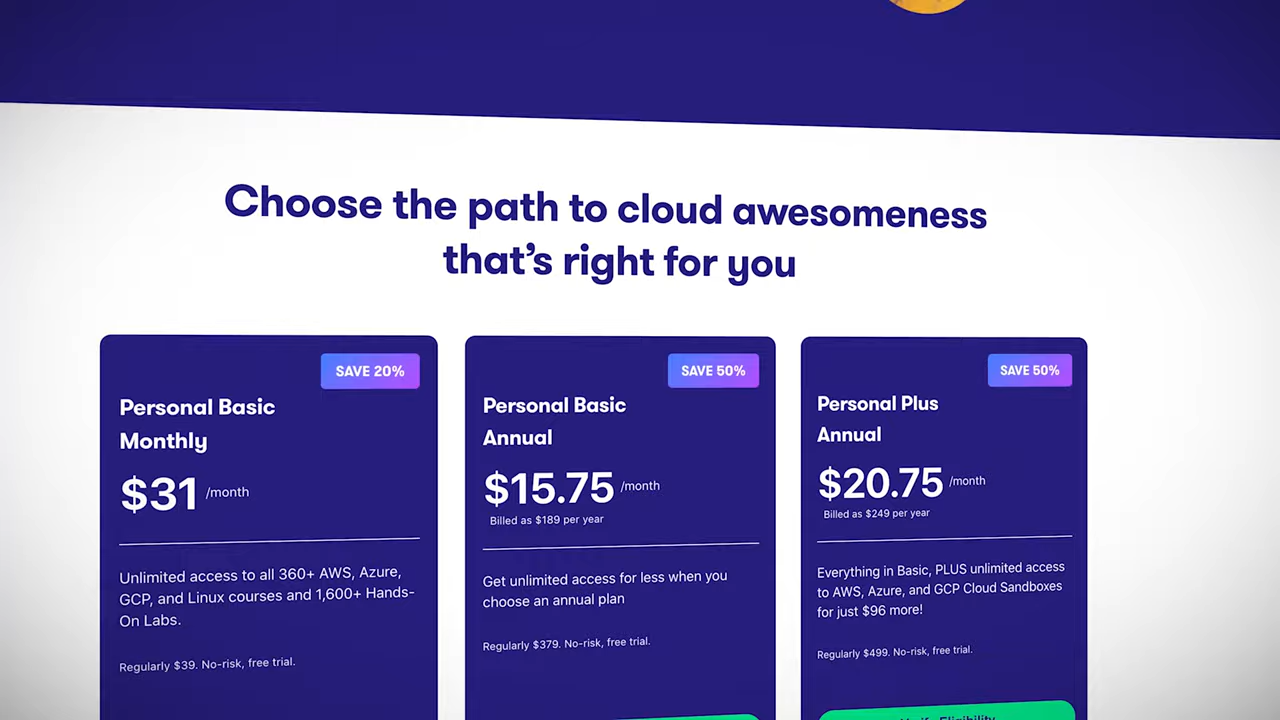 Choose the path to cloud awesomeness
that's right for you
SAVE 20%
Personal Basic
Monthly
$31 /month
Unlimited access to all 360+ AWS, Azure,
GCP, and Linux courses and 1,600+ Hands-
On Labs.
Regularly $39. No-risk, free trial.
SAVE 50%
Personal Basic
Annual
$15.75 /month
Billed as $189 per year
Get unlimited access for less when you
choose an annual plan
Regularly $379. No-risk, free trial.
SAVE 50%
Personal Plus
Annual
$20.75 /month
Billed as $249 per year
Everything in Basic, PLUS unlimited access
to AWS, Azure, and GCP Cloud Sandboxes
for just $96 more!
Regularly $499. No-risk, free trial.